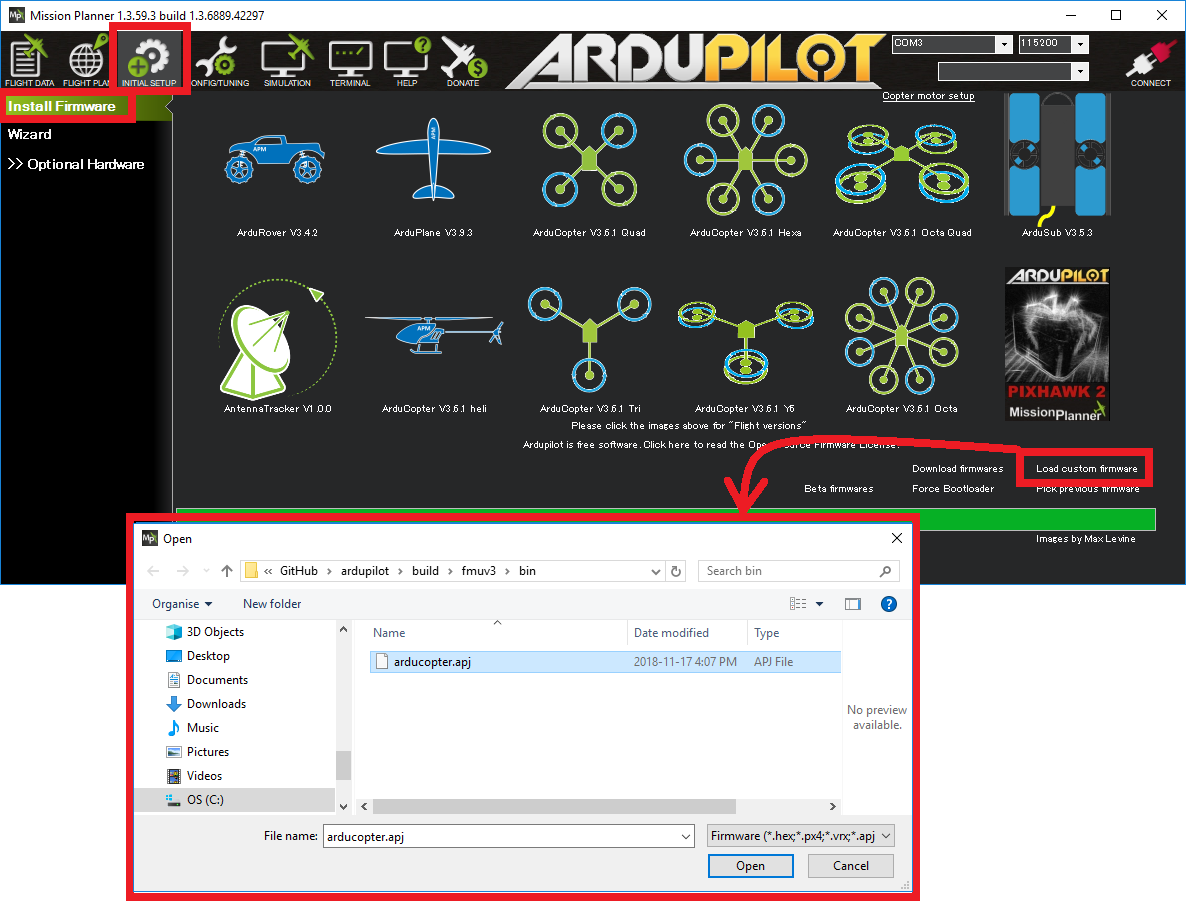 Mission Planner 1.3.59.3 build 1.3.6889.42297
FLIGHT DATA
FLIGHT PLAN
INITIAL SETUP
ONFIG/TUNING
SIMULATION
TERMINAL
HELP
DONATE
ARDUPILOT
COM3
115200
CONNECT
Install Firmware
Wizard
>> Optional Hardware
Copter motor setup
APM
APM
ArduRover V3.4.2
ArduPlane V3.9.3
ArduCopter V3.6.1 Quad
ArduCopter V3.6.1 Hexa
ArduCopter V3.6.1 Octa Quad
ArduSub V3.5.3
APM
ARDUPILOT
PIXHAWK 2
MissionPlanner
AntennaTracker V1.0.0
ArduCopter V3.6.1 heli
ArduCopter V3.6.1 Tri
ArduCopter V3.6.1 Y6
ArduCopter V3.6.1 Octa
Please click the images above for "Flight versions"
Ardupilot is free software. Click here to read the Open Source Firmware License.
Download firmwares
Load custom firmware
Beta firmwares
Force Bootloader
Pick previous firmware
Images by Max Levine
Open
« GitHub > ardupilot > build > fmuv3 > bin
Search bin
Organise
New folder
3D Objects
Desktop
Documents
Downloads
Music
Pictures
Videos
OS (C:)
Name
Date modified
Type
arducopter.apj
2018-11-17 4:07 PM
APJ File
No preview
available.
File name:
arducopter.apj
Firmware (*.hex;*.px4;*.vrx;*.apj
Open
Cancel